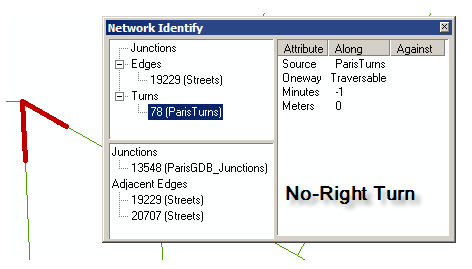 Network Identify
Junctions
Edges
19229 (Streets)
Turns
78 (ParisTurns)
Junctions
13548 (ParisGDB_Junctions)
Adjacent Edges
19229 (Streets)
20707 (Streets)
Attribute Along Against
Source ParisTurns
Oneway Traversable
Minutes -1
Meters 0
No-Right Turn